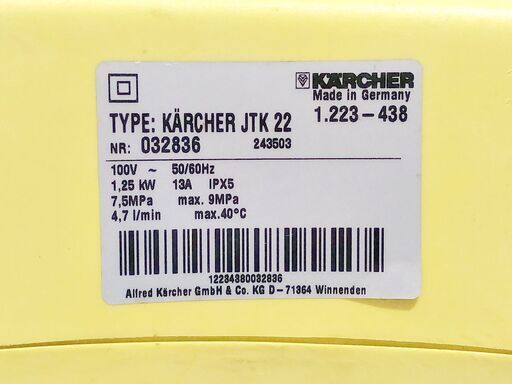 KÄRCHER
Made in Germany
TYPE: KÄRCHER JTK 22 1.223-438
NR: 032836 243503
100V ~ 50/60Hz
1,25 kW 13A IPX5
7,5MPa max. 9MPa
4,7 l/min max.40°C
12234380032836
Alfred Kärcher GmbH & Co. KG D-71364 Winnenden